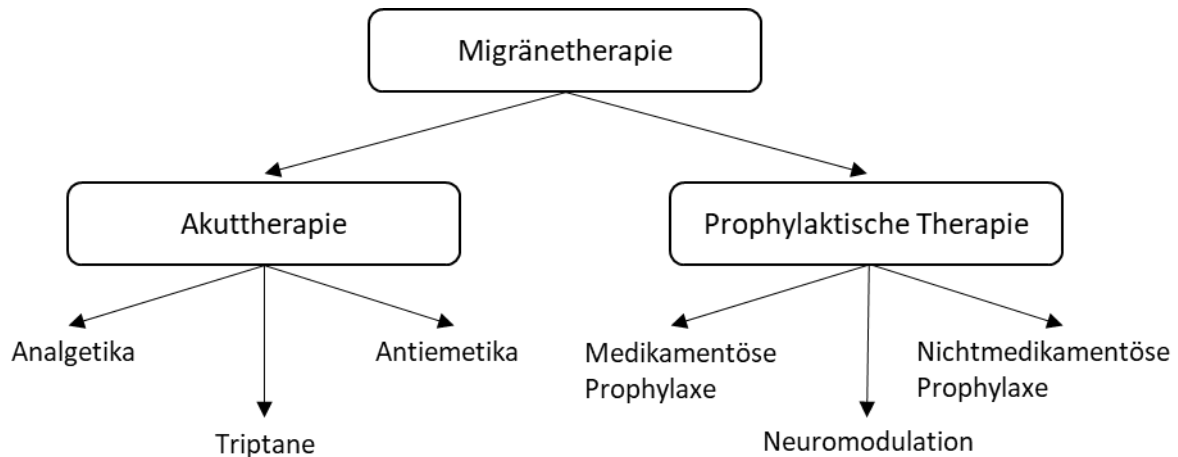 Migränetherapie
Akuttherapie
Prophylaktische Therapie
Analgetika
Triptane
Antiemetika
Medikamentöse
Prophylaxe
Neuromodulation
Nichtmedikamentöse
Prophylaxe